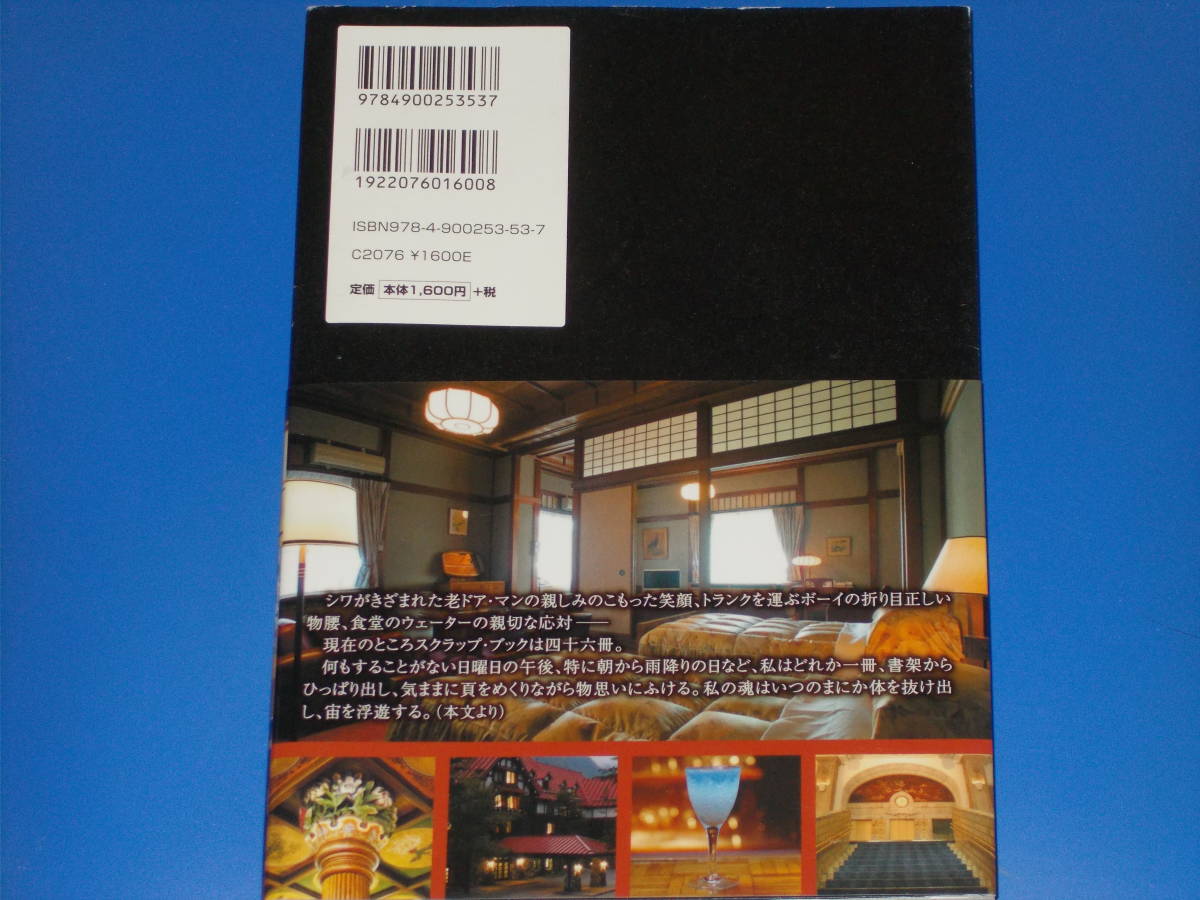 9784900253537
1922076016008
ISBN978-4-900253-53-7
C2076 ¥1600E
定価 本体1,600円 +税
シワがきざまれた老ドア・マンの親しみのこもった笑顔、トランクを運ぶボーイの折り目正しい
物腰、食堂のウェーターの親切な応対——
現在のところスクラップ・ブックは四十六冊。
何もすることがない日曜日の午後、特に朝から雨降りの日など、私はどれか一冊、書架から
ひっぱり出し、気ままに頁をめくりながら物思いにふける。私の魂はいつのまにか体を抜け出
し、宙を浮遊する。（本文より）